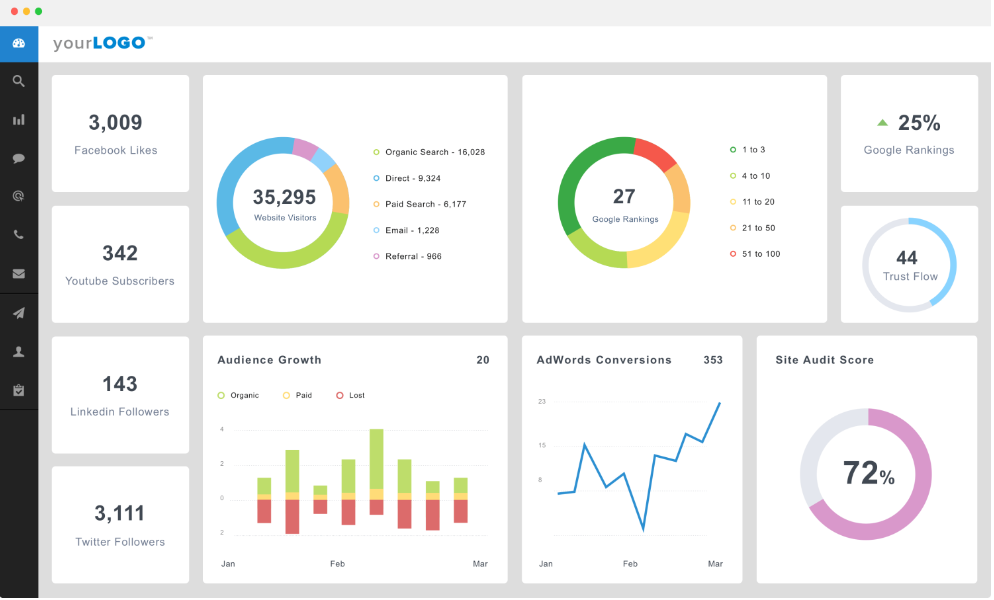 yourLOGO™
3,009
Facebook Likes
342
Youtube Subscribers
143
Linkedin Followers
3,111
Twitter Followers
35,295
Website Visitors
Organic Search - 16,028
Direct - 9,324
Paid Search - 6,177
Email - 1,228
Referral - 966
27
Google Rankings
1 to 3
4 to 10
11 to 20
21 to 50
51 to 100
25%
Google Rankings
44
Trust Flow
Audience Growth 20
Organic Paid Lost
4
2
0
2
Jan Feb Mar
AdWords Conversions 353
23
15
8
Jan Feb Mar
Site Audit Score
72%